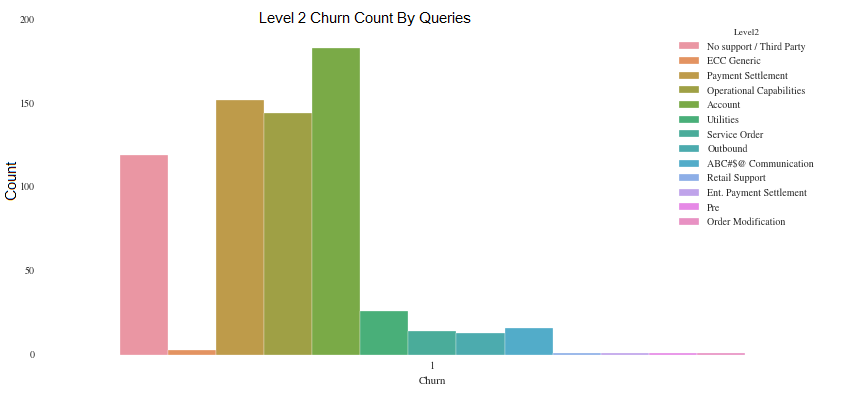 Level 2 Churn Count By Queries
200
150
100
50
0
Count
1
Churn
Level2
No support / Third Party
ECC Generic
Payment Settlement
Operational Capabilities
Account
Utilities
Service Order
Outbound
ABC#$@ Communication
Retail Support
Ent. Payment Settlement
Pre
Order Modification